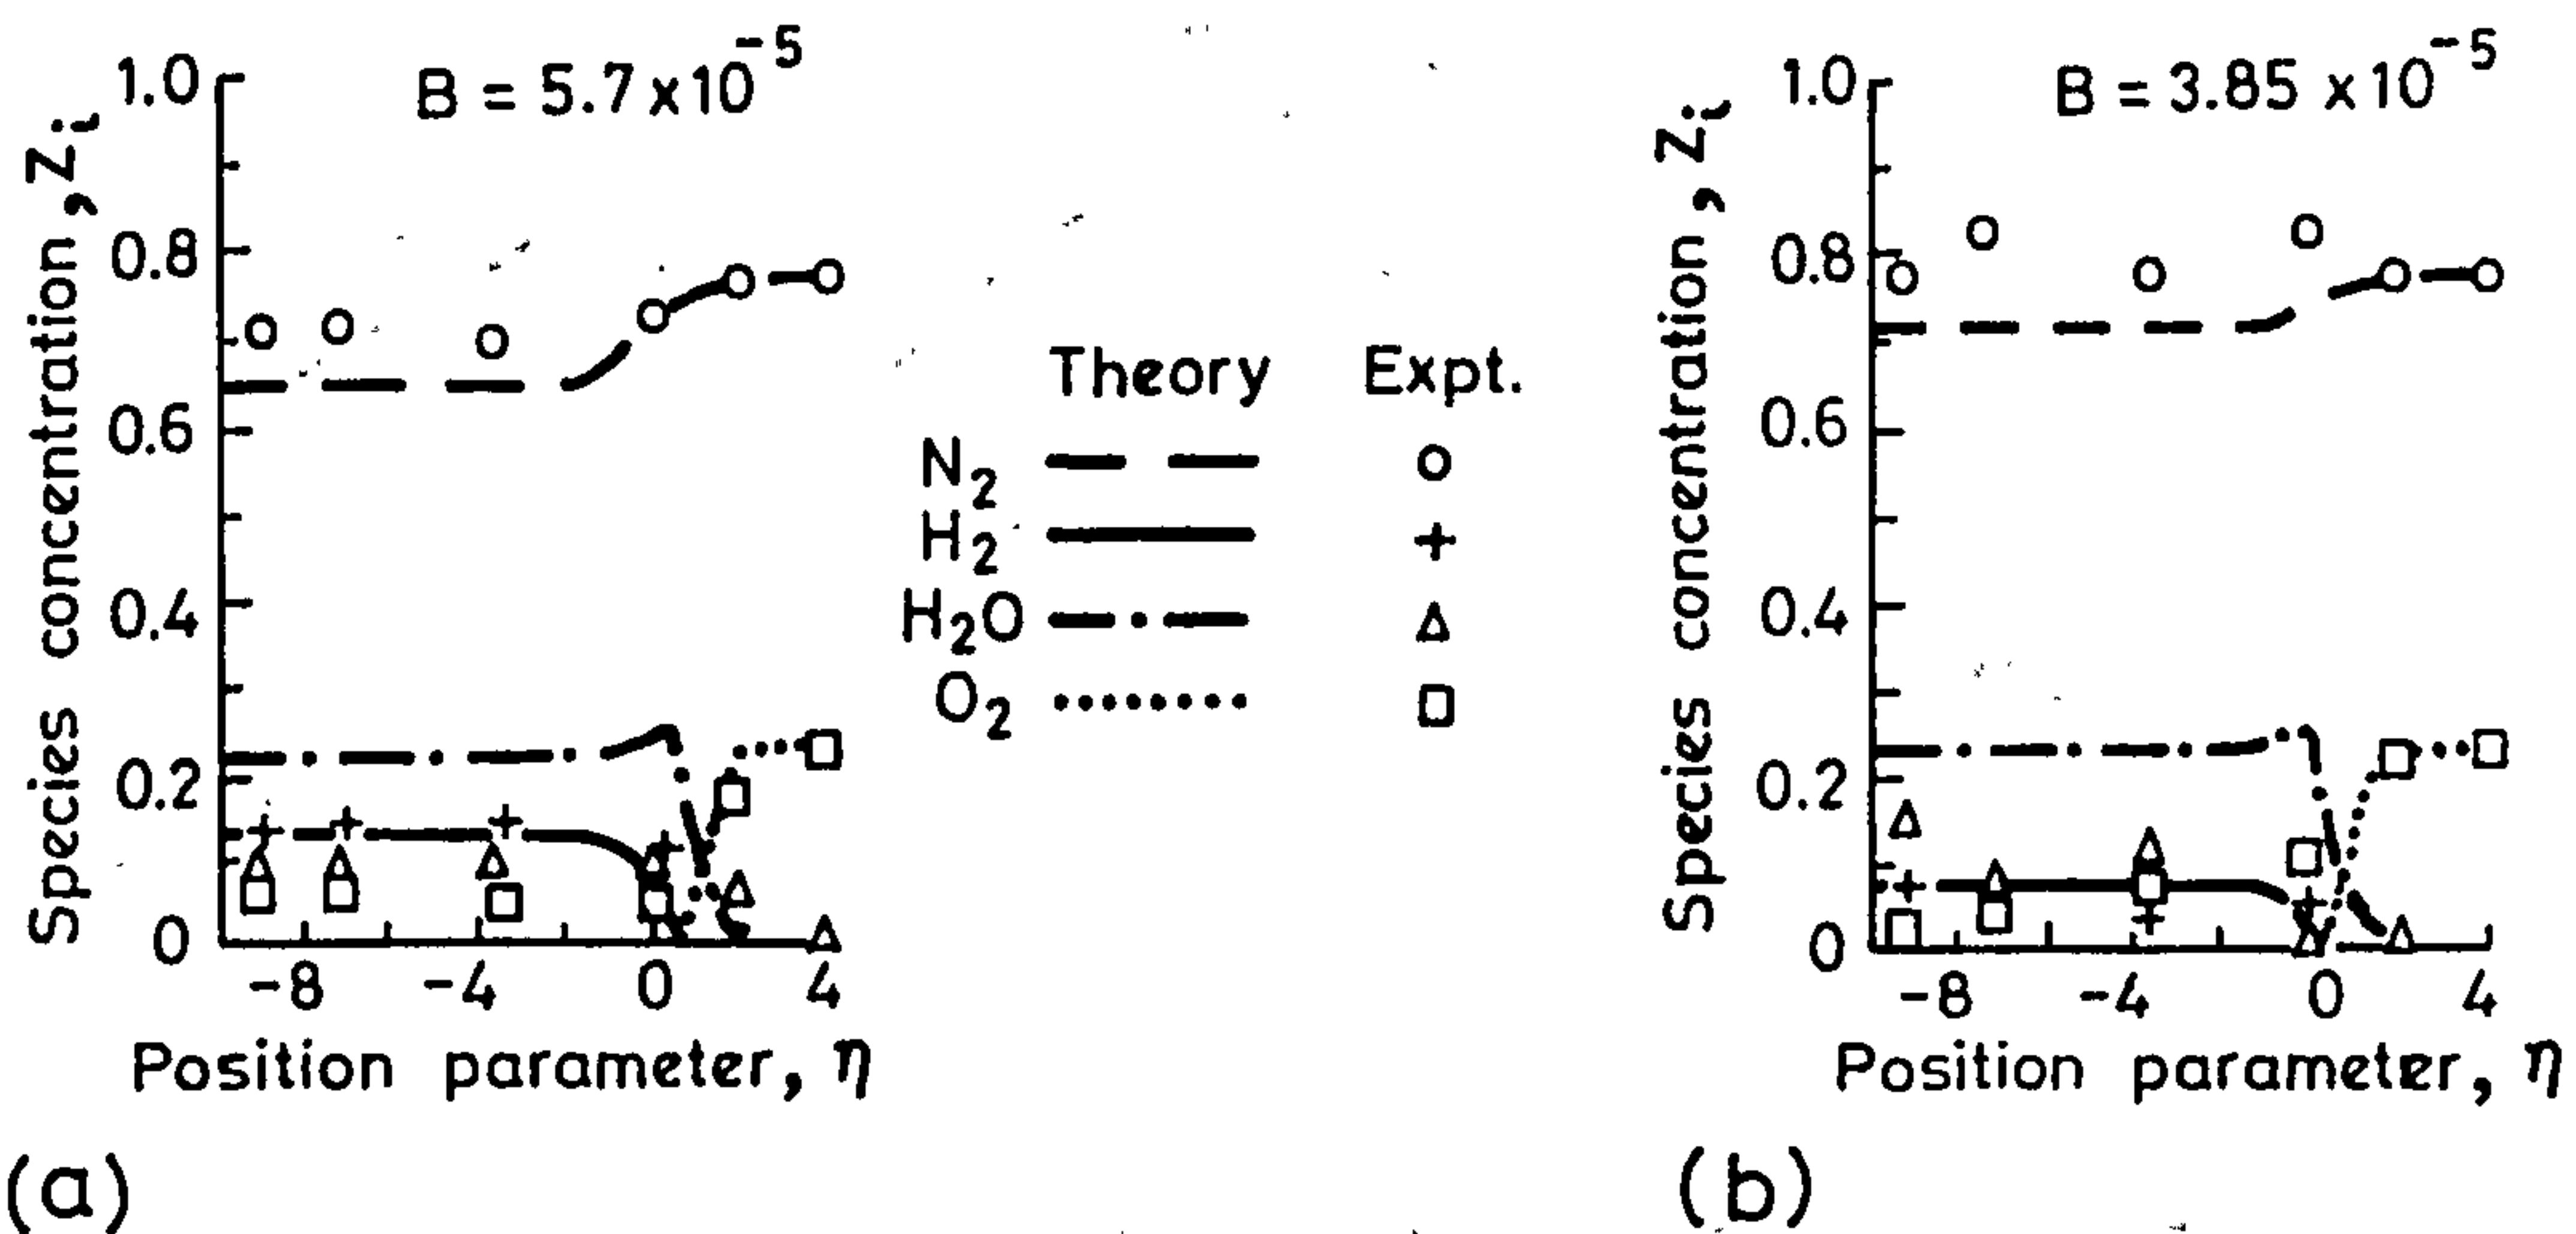 B = 5.7 x 10^-5
Species concentration, Z_i
1.0
0.8
0.6
0.4
0.2
0
-8 -4 0 4
Position parameter, η
(a)
Theory Expt.
N2
H2
H2O
O2
B = 3.85 x 10^-5
Species concentration, Z_i
1.0
0.8
0.6
0.4
0.2
0
-8 -4 0 4
Position parameter, η
(b)